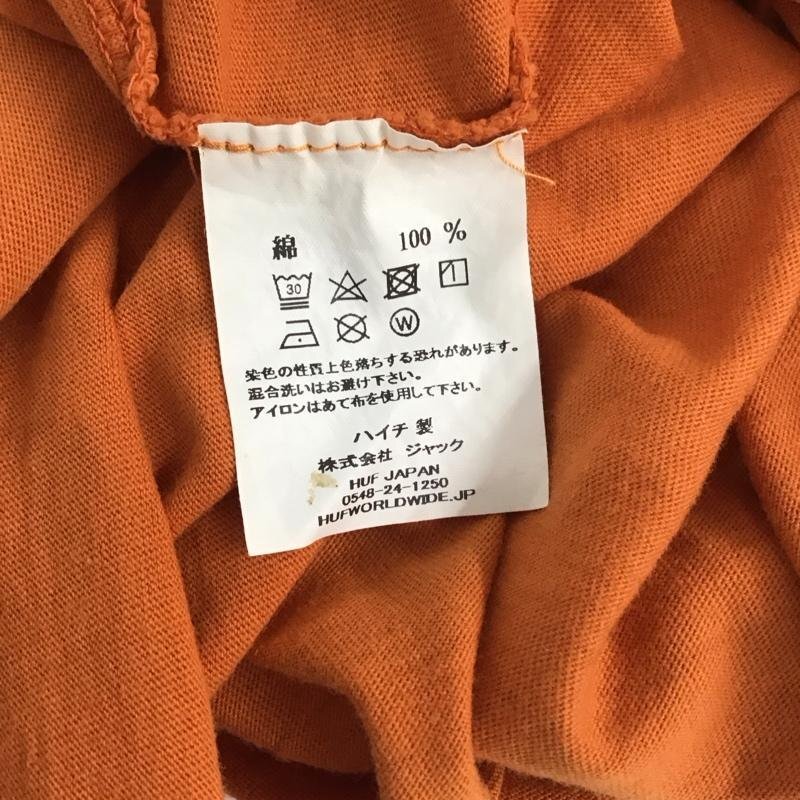 綿 100 %
30
W
染色の性質上色落ちする恐れがあります。
混合洗いはお避け下さい。
アイロンはあて布を使用して下さい。
ハイチ 製
株式会社 ジャック
HUF JAPAN
0548-24-1250
HUFWORLDWIDE.JP